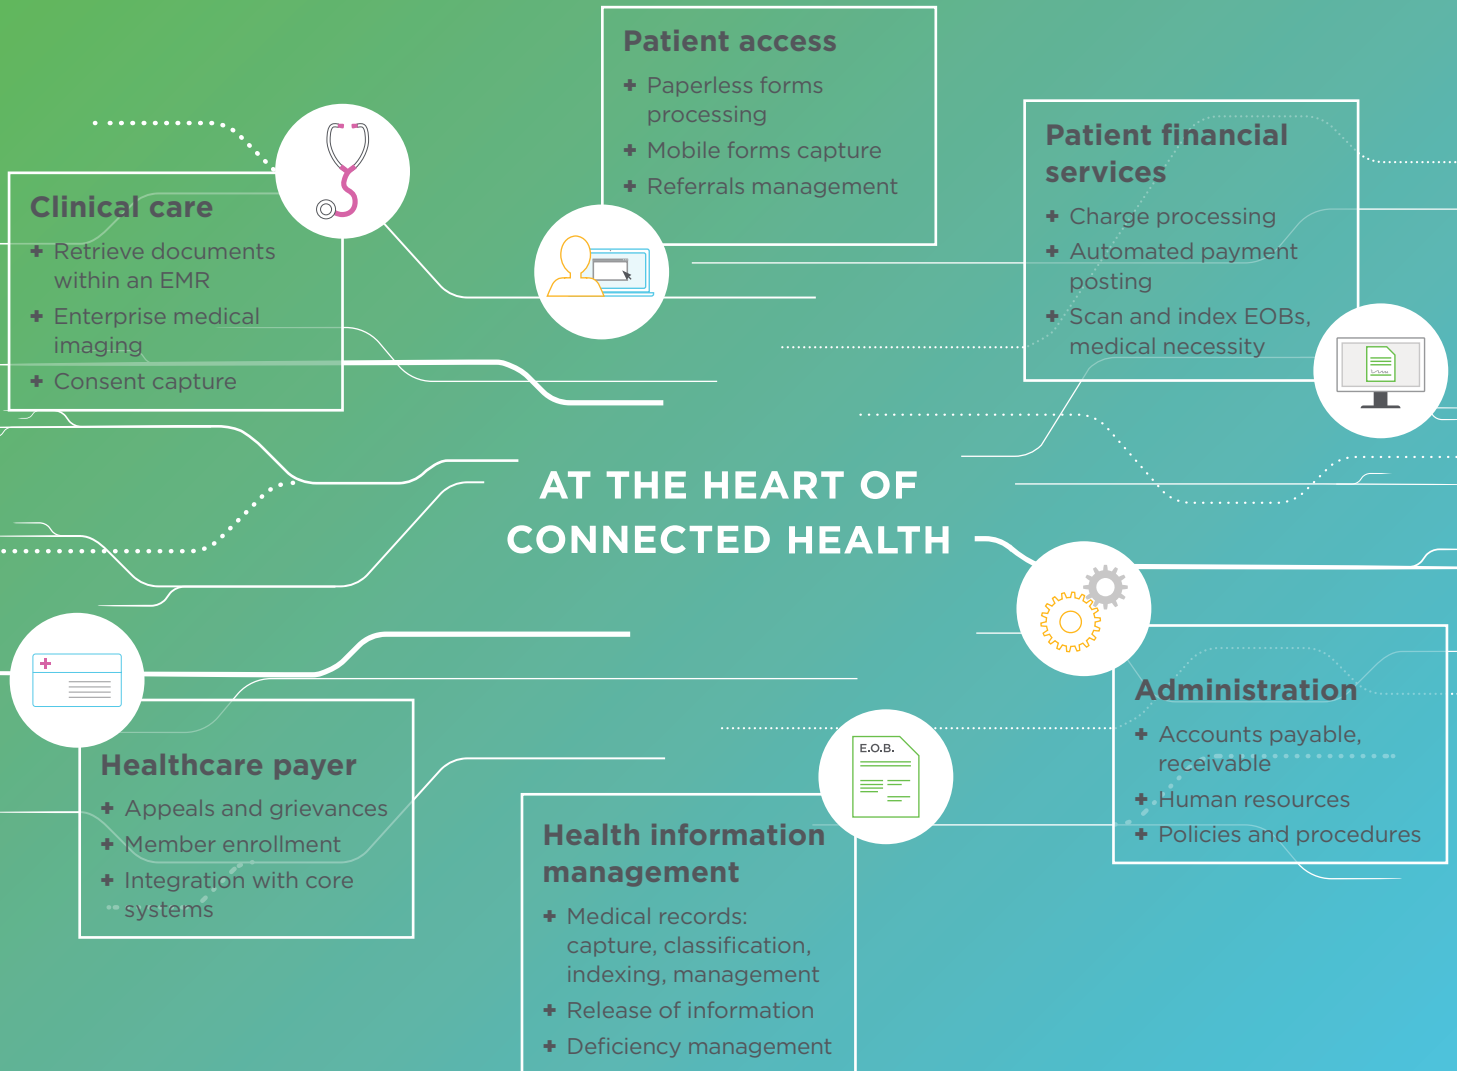 Patient access
+ Paperless forms
processing
+ Mobile forms capture
+ Referrals management
Patient financial
services
+ Charge processing
+ Automated payment
posting
+ Scan and index EOBs,
medical necessity
Clinical care
+ Retrieve documents
within an EMR
+ Enterprise medical
imaging
+ Consent capture
AT THE HEART OF
CONNECTED HEALTH
Healthcare payer
+ Appeals and grievances
+ Member enrollment
+ Integration with core
systems
E.O.B.
Health information
management
+ Medical records:
capture, classification,
indexing, management
+ Release of information
+ Deficiency management
Administration
+ Accounts payable,
receivable
+ Human resources
+ Policies and procedures